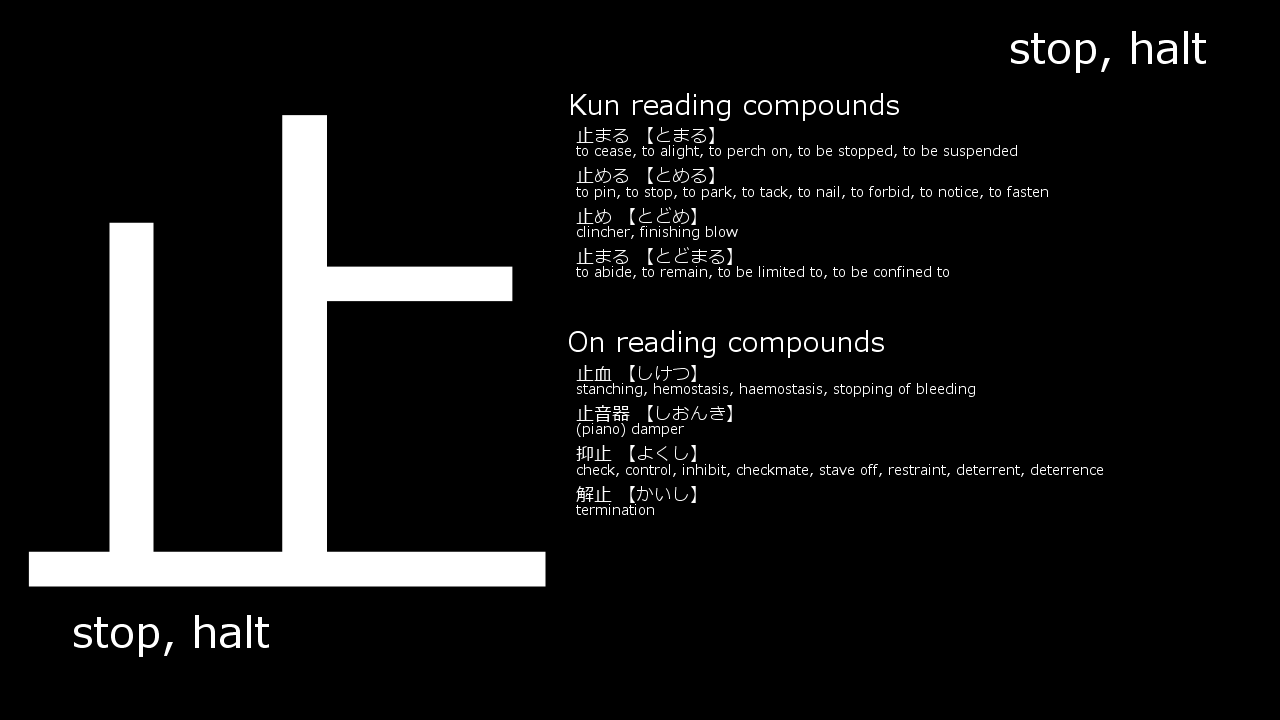 stop, halt
止
stop, halt
Kun reading compounds
止まる 【とまる】
to cease, to alight, to perch on, to be stopped, to be suspended
止める 【とめる】
to pin, to stop, to park, to tack, to nail, to forbid, to notice, to fasten
止め 【とどめ】
clincher, finishing blow
止まる 【とどまる】
to abide, to remain, to be limited to, to be confined to
On reading compounds
止血 【しけつ】
stanching, hemostasis, haemostasis, stopping of bleeding
止音器 【しおんき】
(piano) damper
抑止 【よくし】
check, control, inhibit, checkmate, stave off, restraint, deterrent, deterrence
解止 【かいし】
termination